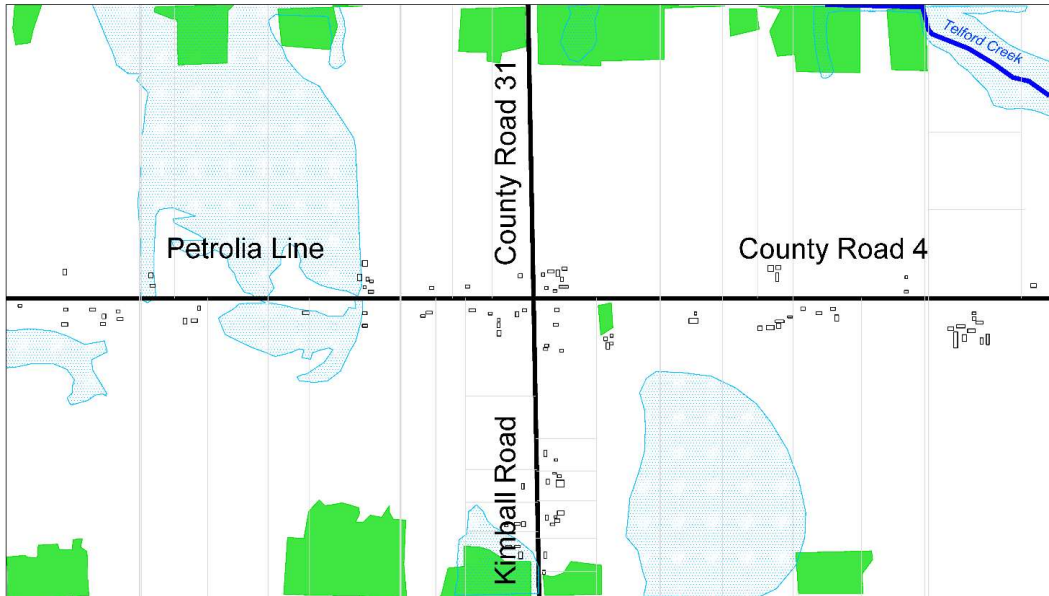 Telford Creek
County Road 31
Petrolia Line
County Road 4
Kimball Road